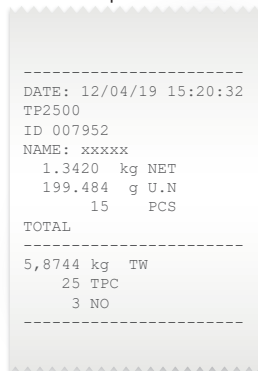 ----------------------
DATE: 12/04/19 15:20:32
TP2500
ID 007952
NAME: xxxxx
1.3420 kg NET
199.484 g U.N
15 PCS
TOTAL
----------------------
5,8744 kg TW
25 TPC
3 NO
----------------------